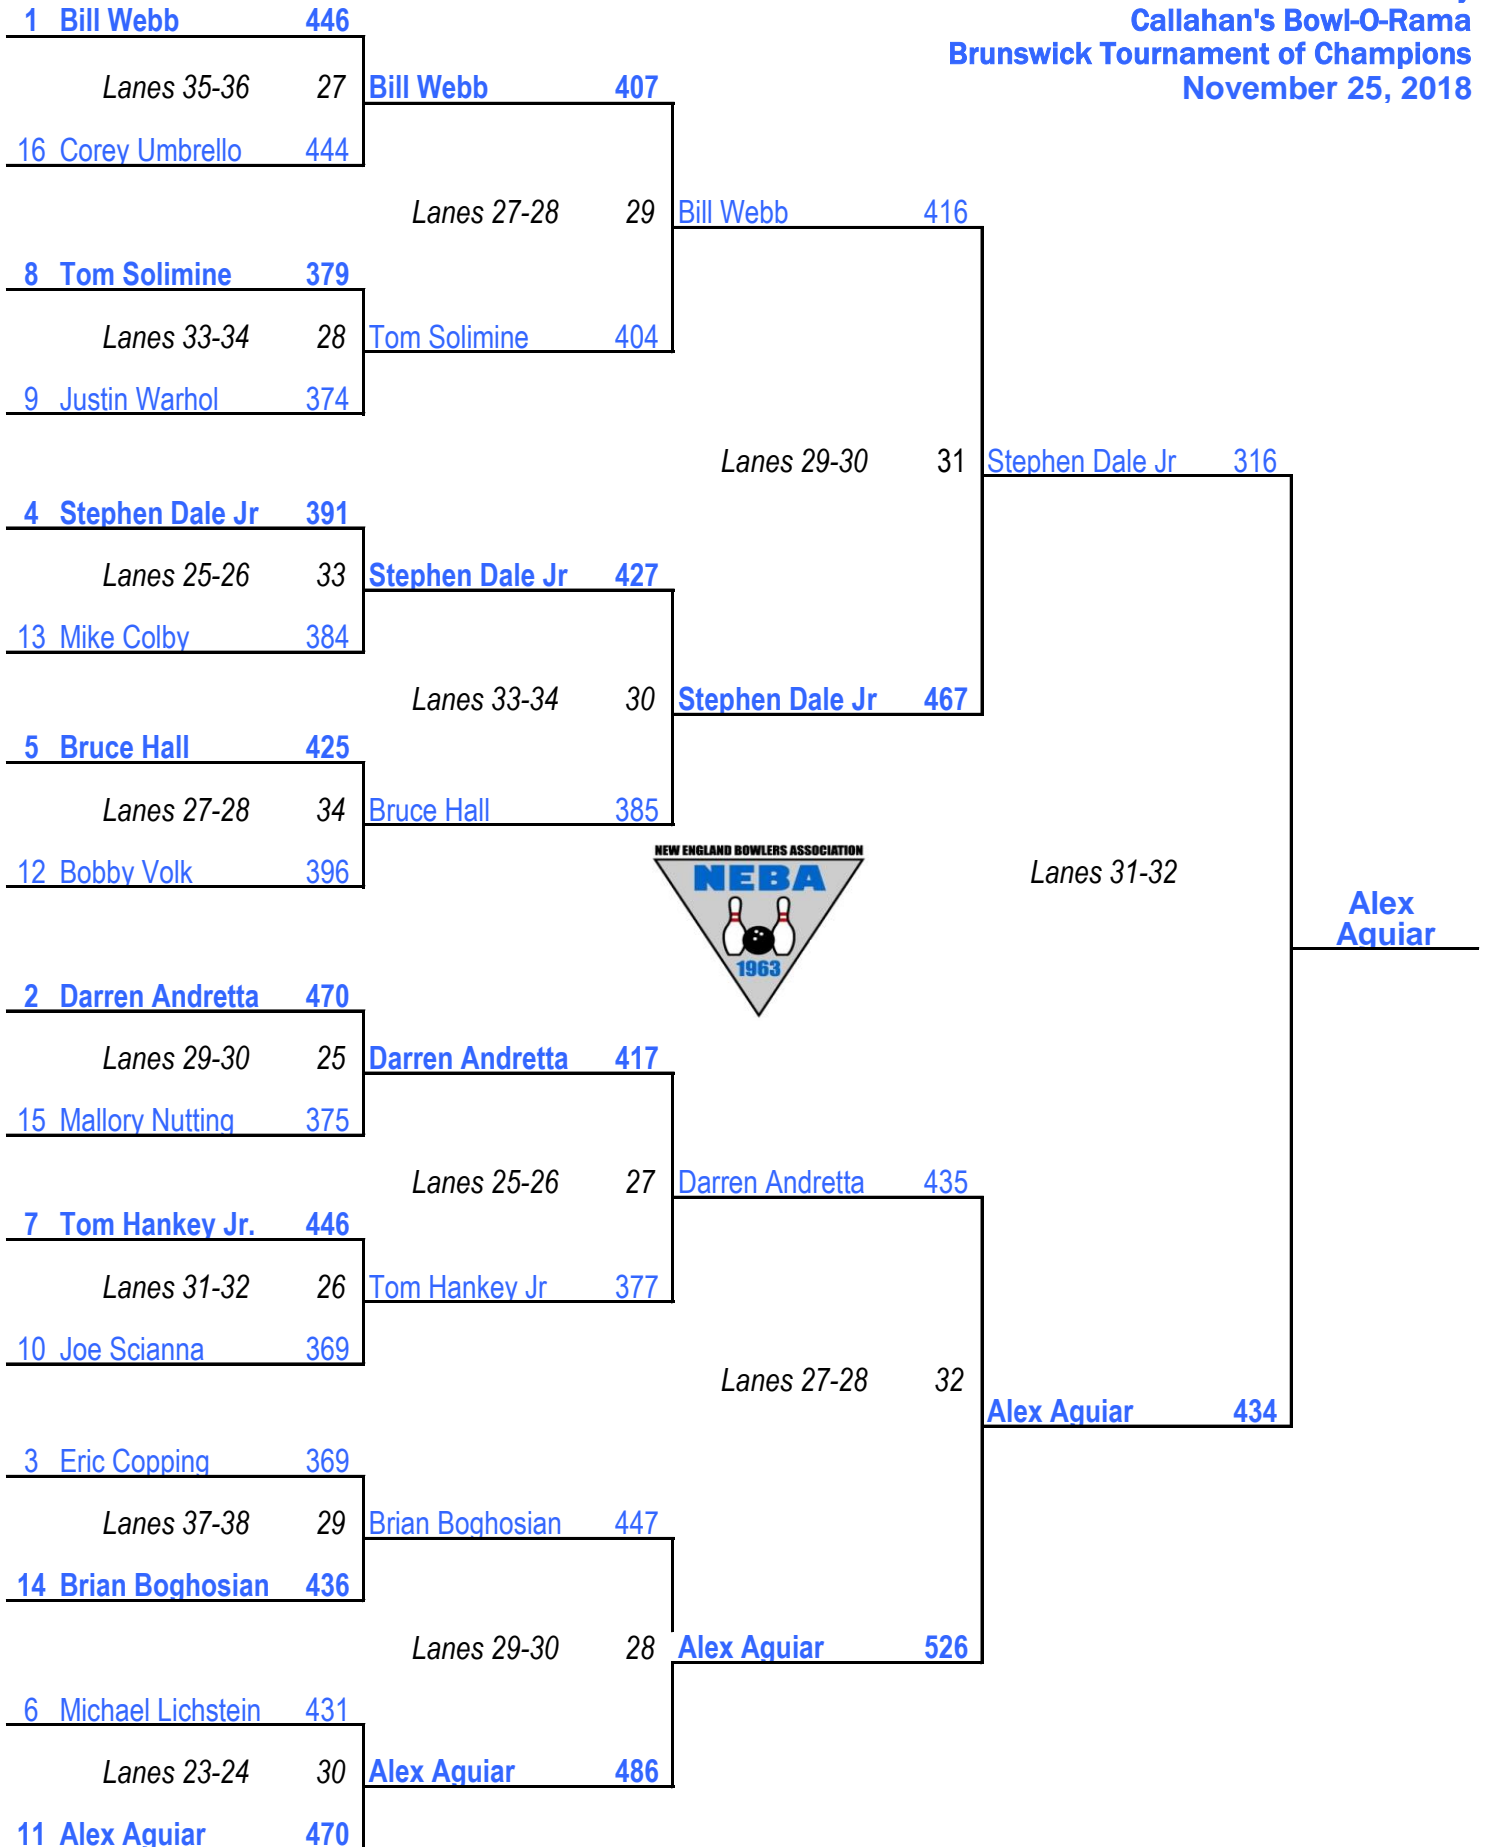 Callahan's Bowl-O-Rama
Brunswick Tournament of Champions
November 25, 2018
1 Bill Webb 446
Lanes 35-36 27 Bill Webb 407
16 Corey Umbrello 444
Lanes 27-28 29 Bill Webb 416
8 Tom Solimine 379
Lanes 33-34 28 Tom Solimine 404
9 Justin Warhol 374
Lanes 29-30 31 Stephen Dale Jr 316
4 Stephen Dale Jr 391
Lanes 25-26 33 Stephen Dale Jr 427
13 Mike Colby 384
Lanes 33-34 30 Stephen Dale Jr 467
5 Bruce Hall 425
Lanes 27-28 34 Bruce Hall 385
12 Bobby Volk 396
NEW ENGLAND BOWLERS ASSOCIATION
NEBA
1963
Lanes 31-32
Alex
Aguiar
2 Darren Andretta 470
Lanes 29-30 25 Darren Andretta 417
15 Mallory Nutting 375
Lanes 25-26 27 Darren Andretta 435
7 Tom Hankey Jr. 446
Lanes 31-32 26 Tom Hankey Jr 377
10 Joe Scianna 369
Lanes 27-28 32
Alex Aguiar 434
3 Eric Copping 369
Lanes 37-38 29 Brian Boghosian 447
14 Brian Boghosian 436
Lanes 29-30 28 Alex Aguiar 526
6 Michael Lichstein 431
Lanes 23-24 30 Alex Aguiar 486
11 Alex Aguiar 470